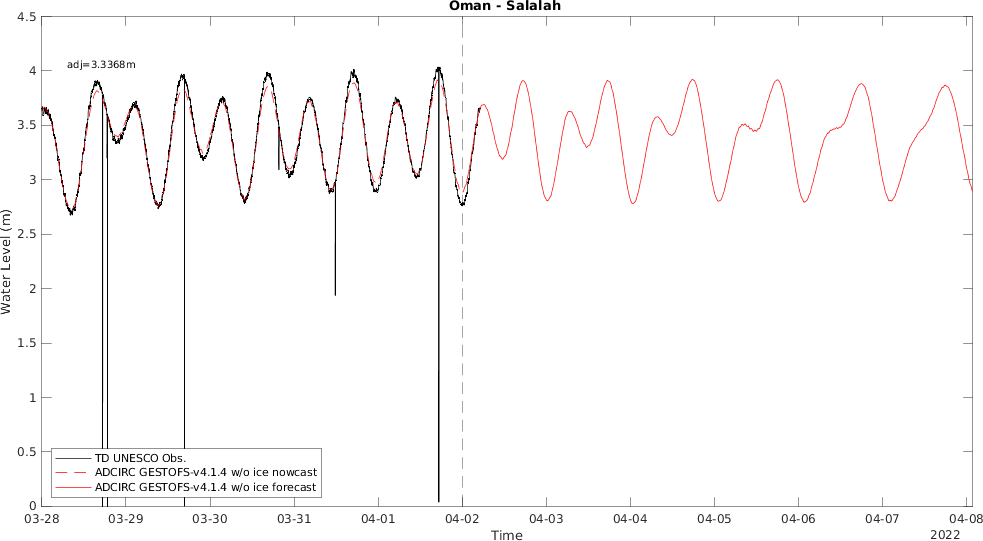 Oman - Salalah
4.5
adj=3.3368m
4
3.5
3
2.5
2
1.5
1
0.5
0
Water Level (m)
TD UNESCO Obs.
ADCIRC GESTOFS-v4.1.4 w/o ice nowcast
ADCIRC GESTOFS-v4.1.4 w/o ice forecast
03-28 03-29 03-30 03-31 04-01 04-02 04-03 04-04 04-05 04-06 04-07 04-08
Time
2022